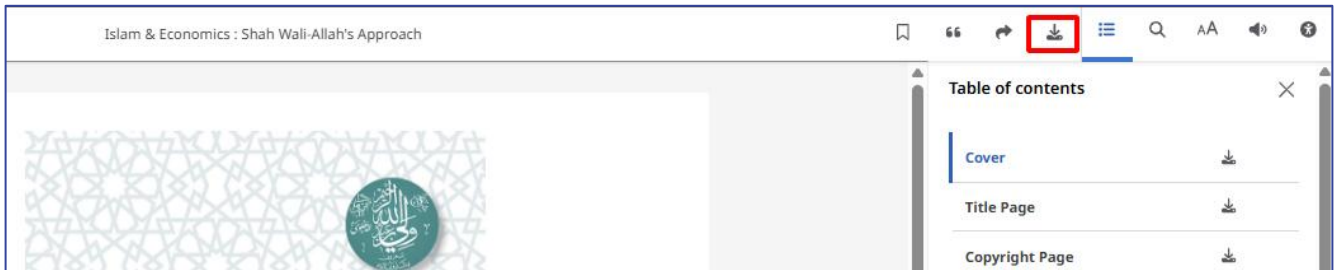 Islam & Economics : Shah Wali-Allah's Approach
AA
Table of contents
Cover
Title Page
Copyright Page